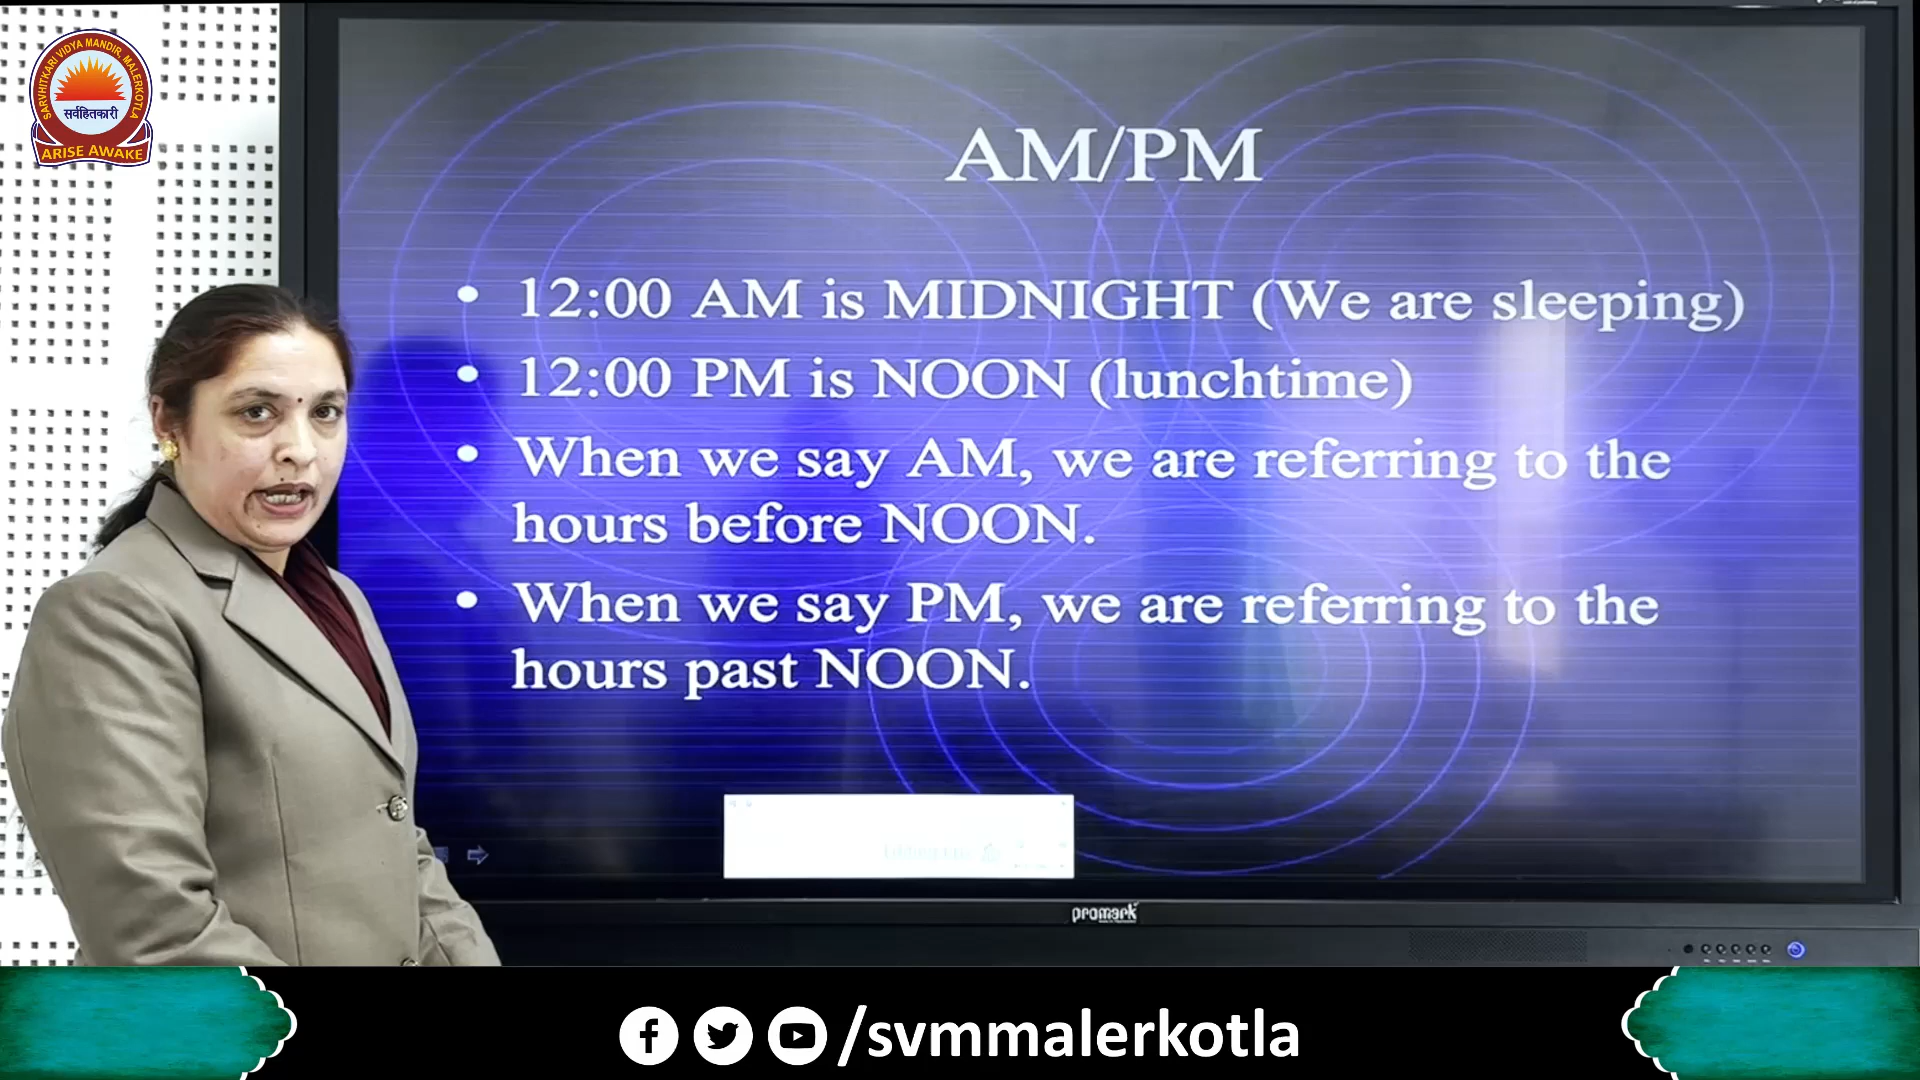 SARVHITKARI VIDYA MANDIR, MALERKOTLA
सर्वहितकारी
ARISE AWAKE
AM/PM
• 12:00 AM is MIDNIGHT (We are sleeping)
• 12:00 PM is NOON (lunchtime)
• When we say AM, we are referring to the
hours before NOON.
• When we say PM, we are referring to the
hours past NOON.
promark
/svmmalerkotla